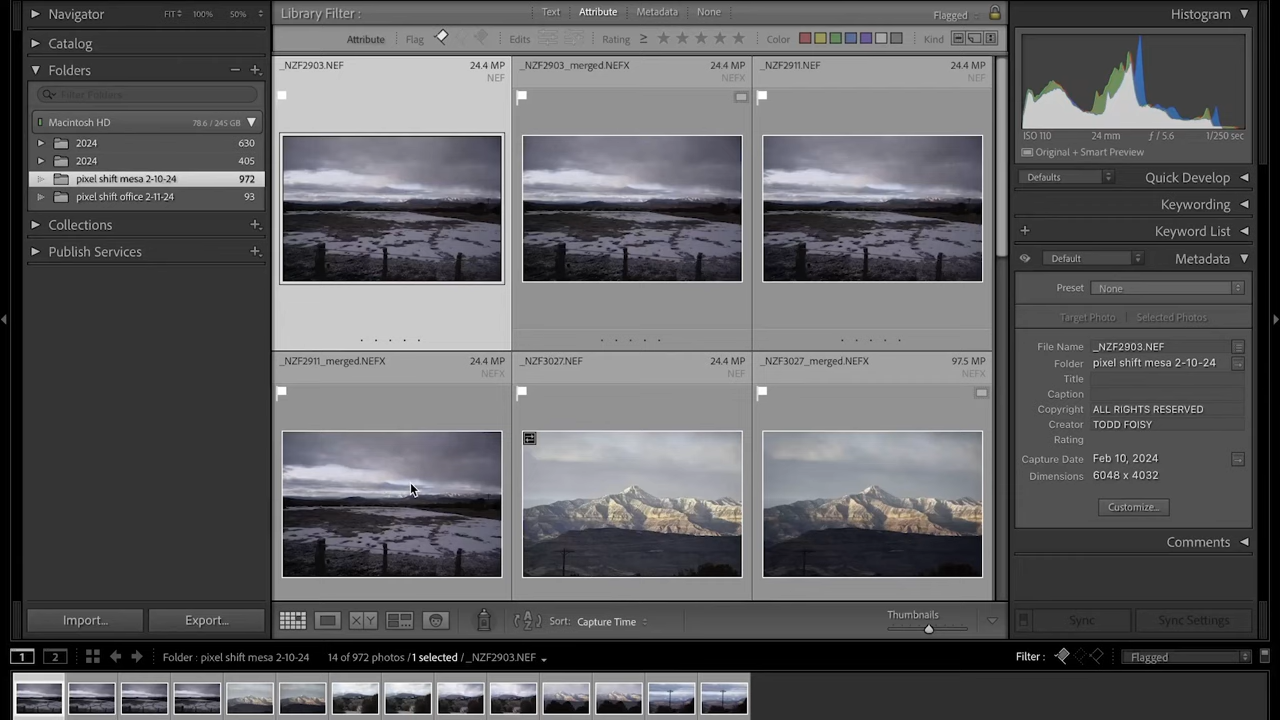 Navigator FIT 100% 50%
Library Filter : Text Attribute Metadata None Flagged
Histogram
Catalog
Attribute Flag Edits Rating ≥ Color Kind
Folders
Filter Folders
Macintosh HD 78.6 / 245 GB
2024 630
2024 405
pixel shift mesa 2-10-24 972
pixel shift office 2-11-24 93
Collections
Publish Services
Import... Export...
_NZF2903.NEF 24.4 MP
NEF
_NZF2903_merged.NEFX 24.4 MP
NEFX
_NZF2911.NEF 24.4 MP
NEF
_NZF2911_merged.NEFX 24.4 MP
NEFX
_NZF3027.NEF 24.4 MP
NEF
_NZF3027_merged.NEFX 97.5 MP
NEFX
ISO 110 24 mm ƒ / 5.6 1/250 sec
Original + Smart Preview
Defaults Quick Develop
Keywording
Keyword List
Default Metadata
Preset None
Target Photo Selected Photos
File Name _NZF2903.NEF
Folder pixel shift mesa 2-10-24
Title
Caption
Copyright ALL RIGHTS RESERVED
Creator TODD FOISY
Rating
Capture Date Feb 10, 2024
Dimensions 6048 x 4032
Customize...
Comments
Sync Sync Settings
XY AZ Sort: Capture Time Thumbnails
1 2 Folder : pixel shift mesa 2-10-24 14 of 972 photos / 1 selected / _NZF2903.NEF Filter : Flagged